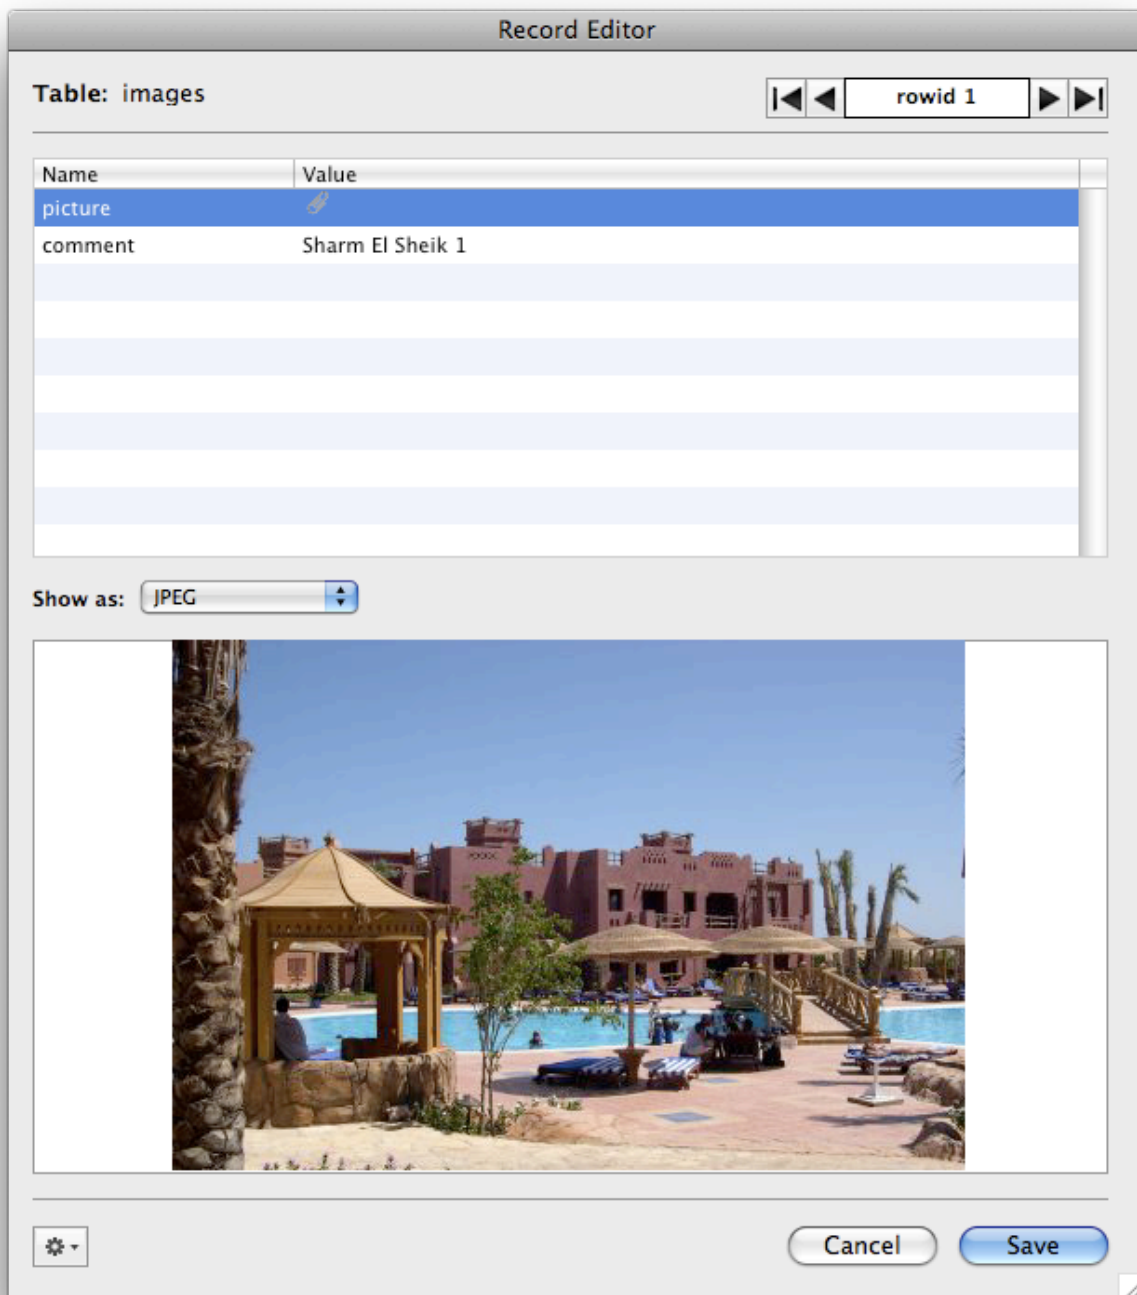 Record Editor
Table: images
rowid 1
Name Value
picture
comment Sharm El Sheik 1
Show as: JPEG
Cancel Save